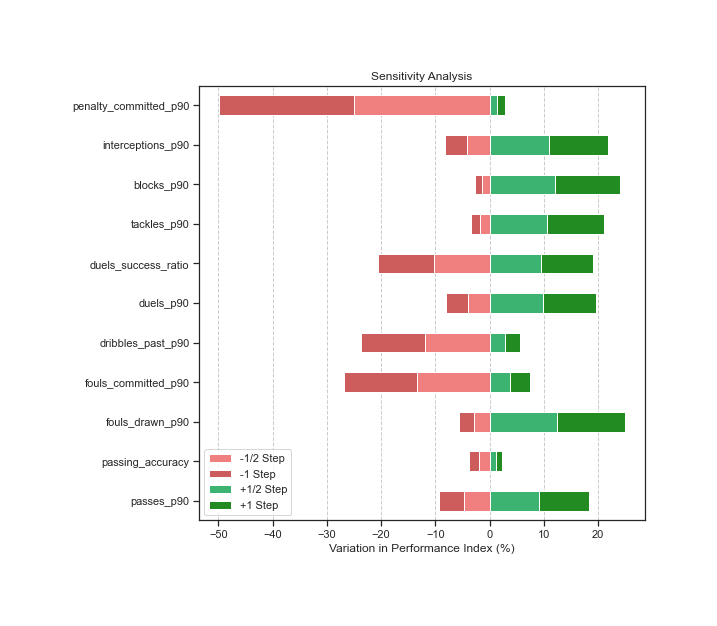 Sensitivity Analysis
penalty_committed_p90
interceptions_p90
blocks_p90
tackles_p90
duels_success_ratio
duels_p90
dribbles_past_p90
fouls_committed_p90
fouls_drawn_p90
passing_accuracy
passes_p90
-1/2 Step
-1 Step
+1/2 Step
+1 Step
−50 −40 −30 −20 −10 0 10 20
Variation in Performance Index (%)